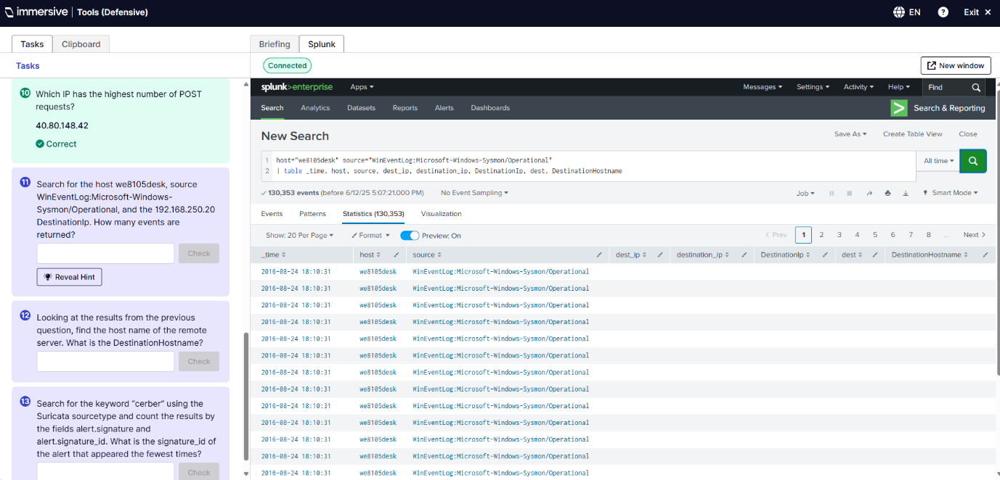 immersive | Tools (Defensive)
EN
?
Exit ×
Tasks
Clipboard
Briefing
Splunk
Tasks
Connected
New window
10 Which IP has the highest number of POST
requests?
40.80.148.42
Correct
11 Search for the host we8105desk, source
WinEventLog:Microsoft-Windows-
Sysmon/Operational, and the 192.168.250.20
DestinationIp. How many events are
returned?
Check
Reveal Hint
12 Looking at the results from the previous
question, find the host name of the remote
server. What is the DestinationHostname?
Check
13 Search for the keyword “cerber” using the
Suricata sourcetype and count the results by
the fields alert.signature and
alert.signature_id. What is the signature_id of
the alert that appeared the fewest times?
Check
splunk>enterprise Apps
Messages Settings Activity Help Find
Search Analytics Datasets Reports Alerts Dashboards
> Search & Reporting
New Search
Save As Create Table View Close
1 host="we8105desk" source="WinEventLog:Microsoft-Windows-Sysmon/Operational"
2 | table _time, host, source, dest_ip, destination_ip, DestinationIp, dest, DestinationHostname
All time
✓ 130,353 events (before 6/12/25 5:07:21.000 PM) No Event Sampling
Job Smart Mode
Events Patterns Statistics (130,353) Visualization
Show: 20 Per Page Format Preview: On
< Prev 1 2 3 4 5 6 7 8 ... Next >
_time host source dest_ip destination_ip DestinationIp dest DestinationHostname
2016-08-24 18:10:31 we8105desk WinEventLog:Microsoft-Windows-Sysmon/Operational
2016-08-24 18:10:31 we8105desk WinEventLog:Microsoft-Windows-Sysmon/Operational
2016-08-24 18:10:31 we8105desk WinEventLog:Microsoft-Windows-Sysmon/Operational
2016-08-24 18:10:31 we8105desk WinEventLog:Microsoft-Windows-Sysmon/Operational
2016-08-24 18:10:31 we8105desk WinEventLog:Microsoft-Windows-Sysmon/Operational
2016-08-24 18:10:31 we8105desk WinEventLog:Microsoft-Windows-Sysmon/Operational
2016-08-24 18:10:31 we8105desk WinEventLog:Microsoft-Windows-Sysmon/Operational
2016-08-24 18:10:31 we8105desk WinEventLog:Microsoft-Windows-Sysmon/Operational
2016-08-24 18:10:31 we8105desk WinEventLog:Microsoft-Windows-Sysmon/Operational
2016-08-24 18:10:31 we8105desk WinEventLog:Microsoft-Windows-Sysmon/Operational
2016-08-24 18:10:31 we8105desk WinEventLog:Microsoft-Windows-Sysmon/Operational
2016-08-24 18:10:31 we8105desk WinEventLog:Microsoft-Windows-Sysmon/Operational
2016-08-24 18:10:31 we8105desk WinEventLog:Microsoft-Windows-Sysmon/Operational